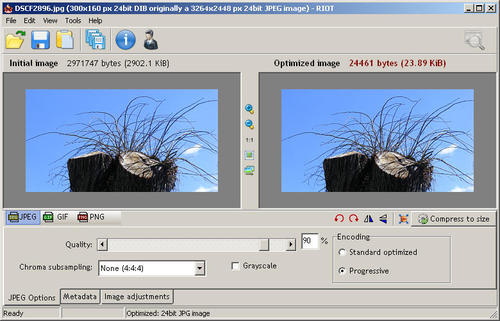 DSCF2896.jpg (300x160 px 24bit DIB originally a 3264x2448 px 24bit JPEG image) - RIOT
File Edit View Tools Help
Initial image 2971747 bytes (2902.1 KiB) Optimized image 24461 bytes (23.89 KiB)
1:1
JPEG GIF PNG Compress to size
Quality: 90 % Encoding
Standard optimized
Chroma subsampling: None (4:4:4) Grayscale
Progressive
JPEG Options Metadata Image adjustments
Ready Optimized: 24bit JPG image